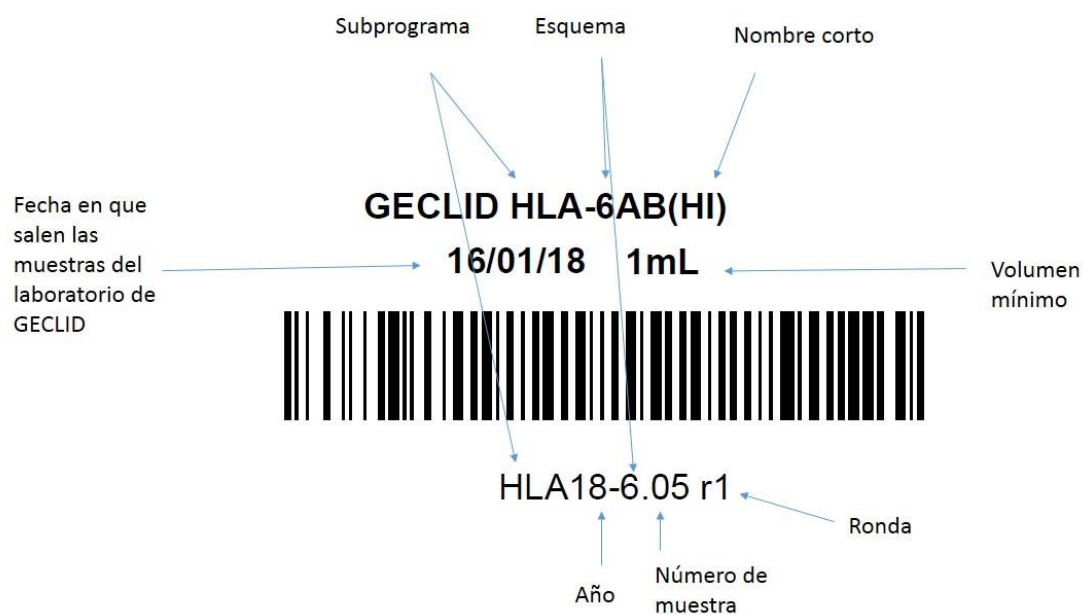 Subprograma
Esquema
Nombre corto
GECLID HLA-6AB(HI)
Fecha en que
salen las
muestras del
laboratorio de
GECLID
16/01/18 1mL
Volumen
mínimo
HLA18-6.05 r1
Ronda
Año
Número de
muestra